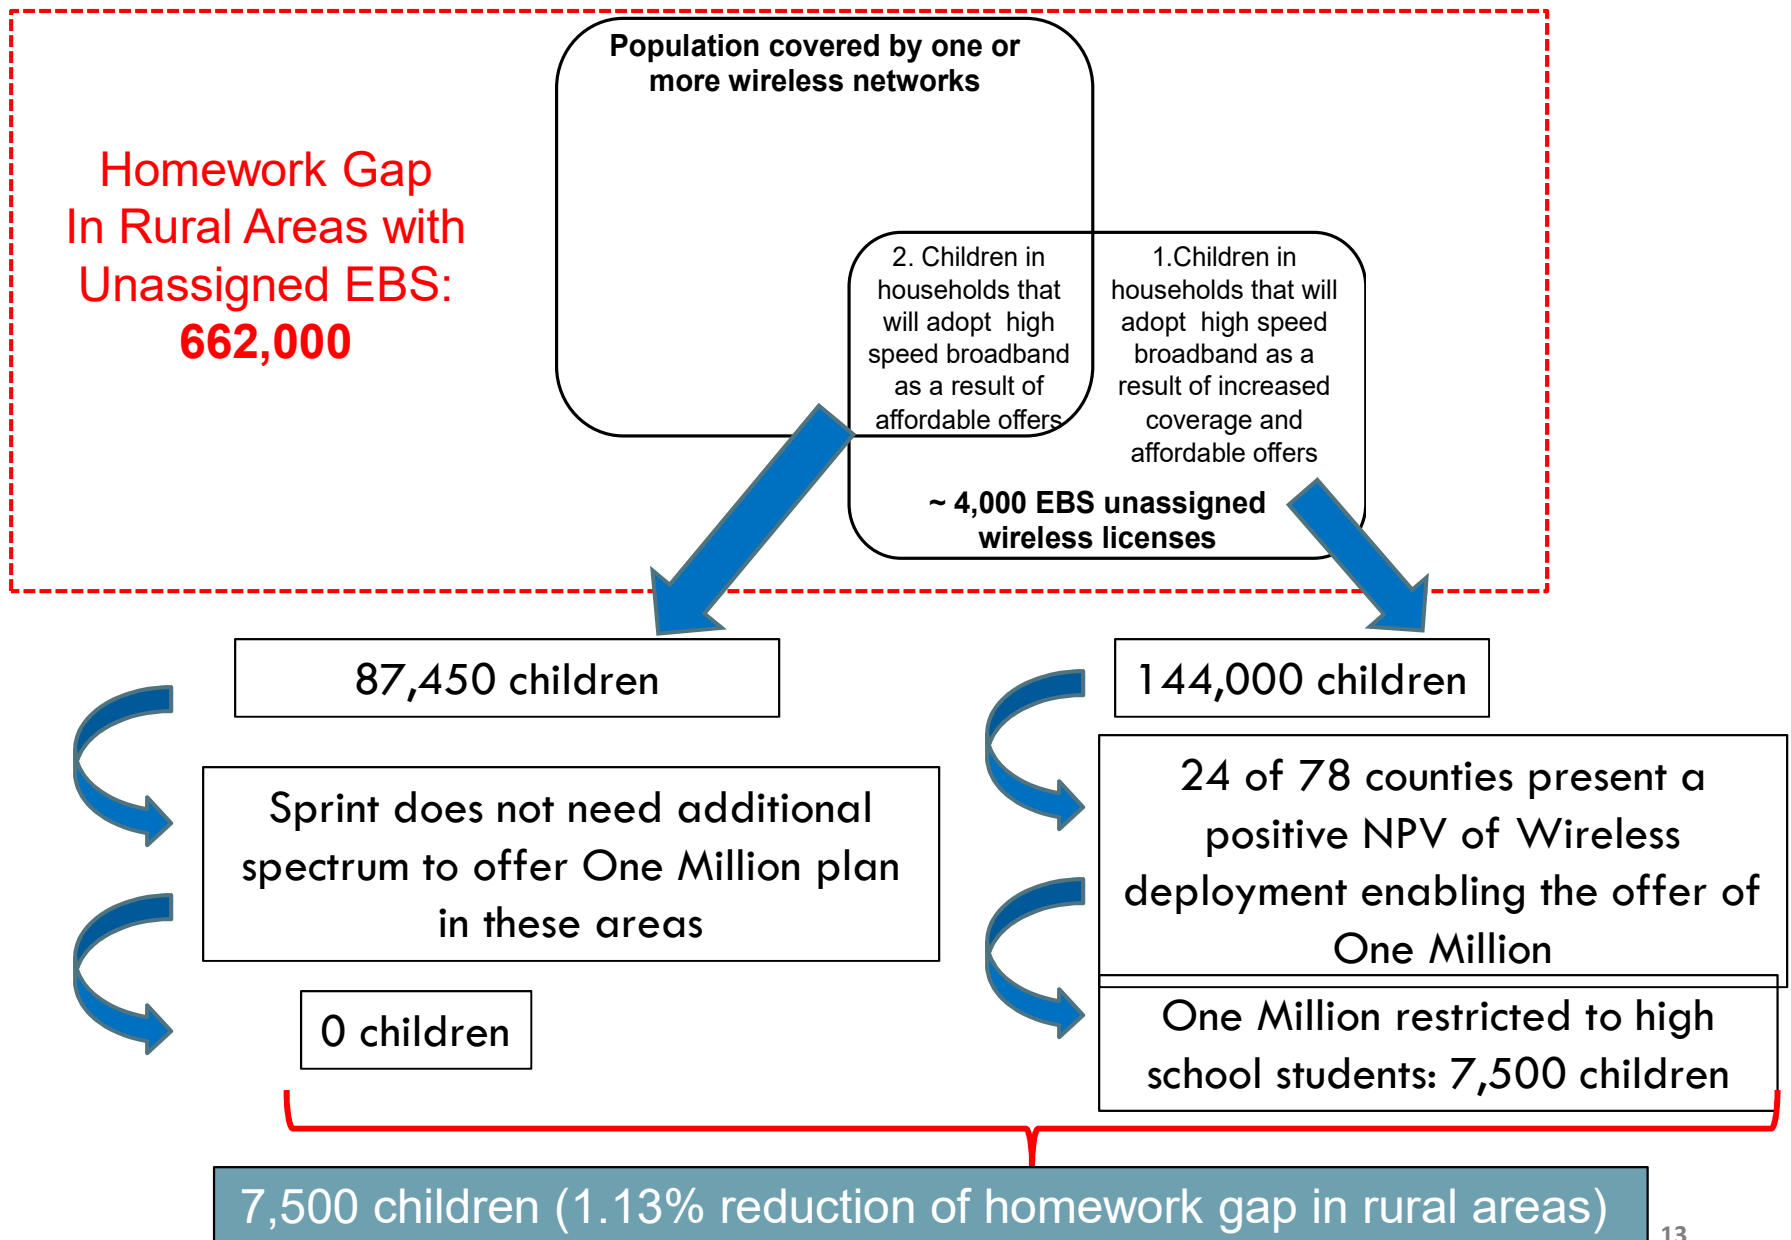 Population covered by one or
more wireless networks
Homework Gap
In Rural Areas with
Unassigned EBS:
662,000
2. Children in
households that
will adopt  high
speed broadband
as a result of
affordable offers
1.Children in
households that will
adopt  high speed
broadband as a
result of increased
coverage and
affordable offers
~ 4,000 EBS unassigned
wireless licenses
87,450 children
Sprint does not need additional
spectrum to offer One Million plan
in these areas
0 children
144,000 children
24 of 78 counties present a
positive NPV of Wireless
deployment enabling the offer of
One Million
One Million restricted to high
school students: 7,500 children
7,500 children (1.13% reduction of homework gap in rural areas)
13